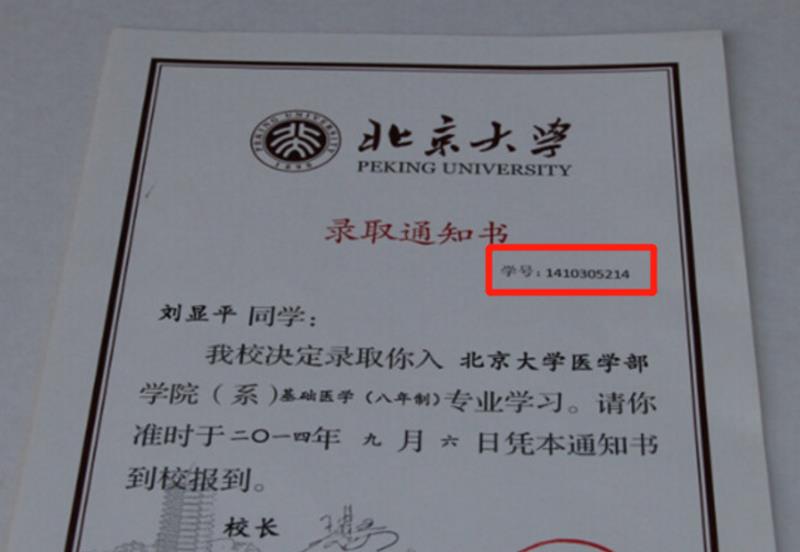 PEKING UNIVERSITY
1898
北京大学
PEKING UNIVERSITY
录取通知书
学号：1410305214
刘显平 同学：
我校决定录取你入 北京大学医学部
学院（系）基础医学（八年制）专业学习。请你
准时于二〇一四年 九 月 六 日凭本通知书
到校报到。
校长